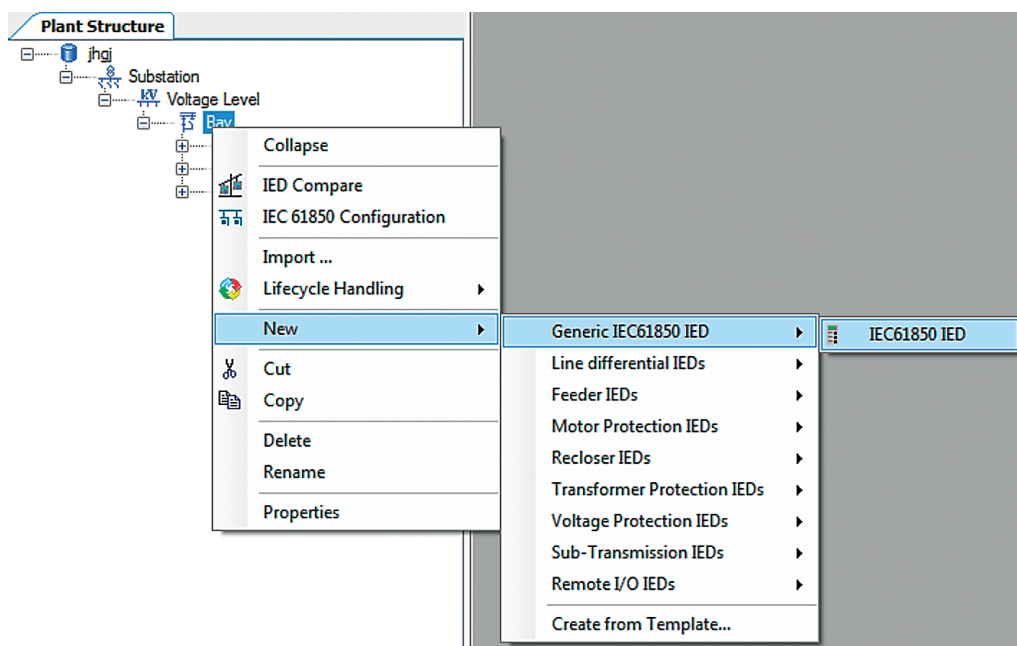 Plant Structure
jhgj
Substation
Voltage Level
Bay
Collapse
IED Compare
IEC 61850 Configuration
Import ...
Lifecycle Handling
New
Cut
Copy
Delete
Rename
Properties
Generic IEC61850 IED
Line differential IEDs
Feeder IEDs
Motor Protection IEDs
Recloser IEDs
Transformer Protection IEDs
Voltage Protection IEDs
Sub-Transmission IEDs
Remote I/O IEDs
Create from Template...
IEC61850 IED